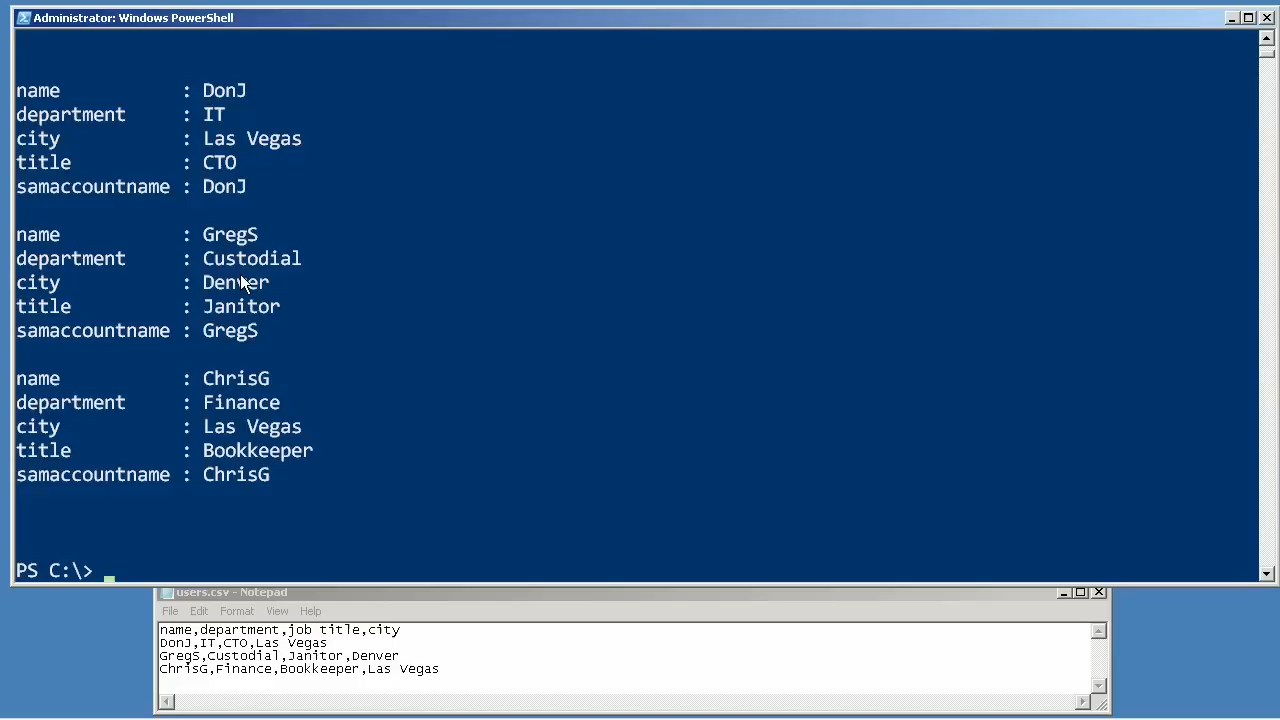 Administrator: Windows PowerShell
name : DonJ
department : IT
city : Las Vegas
title : CTO
samaccountname : DonJ
name : GregS
department : Custodial
city : Denver
title : Janitor
samaccountname : GregS
name : ChrisG
department : Finance
city : Las Vegas
title : Bookkeeper
samaccountname : ChrisG
PS C:\>
users.csv - Notepad
File Edit Format View Help
name,department,job title,city
DonJ,IT,CTO,Las Vegas
GregS,Custodial,Janitor,Denver
ChrisG,Finance,Bookkeeper,Las Vegas